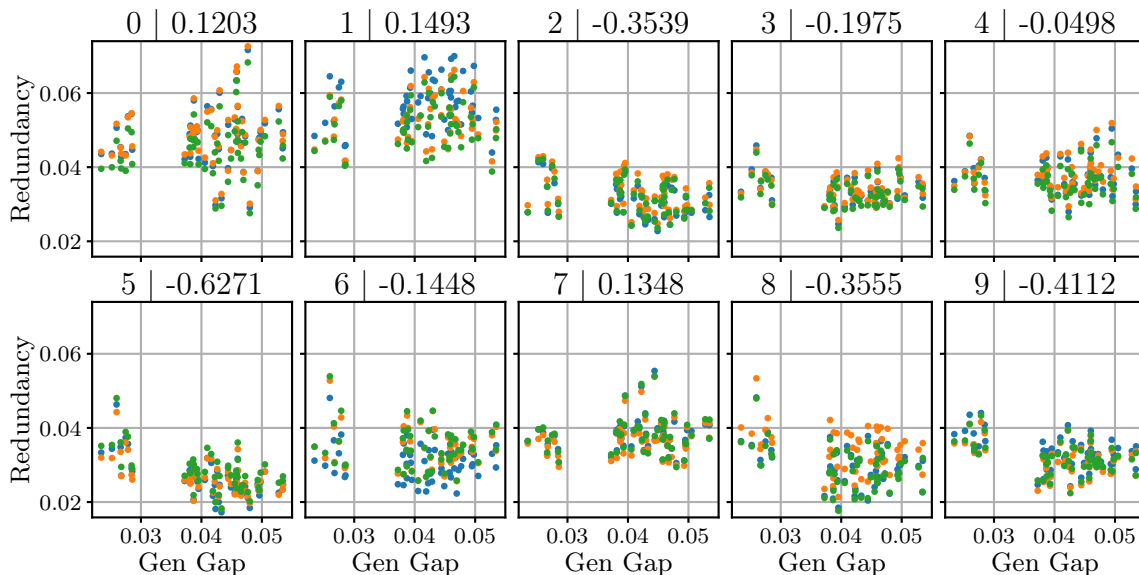 0 | 0.1203
1 | 0.1493
2 | -0.3539
3 | -0.1975
4 | -0.0498
Redundancy
0.06
0.04
0.02
5 | -0.6271
6 | -0.1448
7 | 0.1348
8 | -0.3555
9 | -0.4112
Redundancy
0.06
0.04
0.02
0.03 0.04 0.05
0.03 0.04 0.05
0.03 0.04 0.05
0.03 0.04 0.05
0.03 0.04 0.05
Gen Gap
Gen Gap
Gen Gap
Gen Gap
Gen Gap